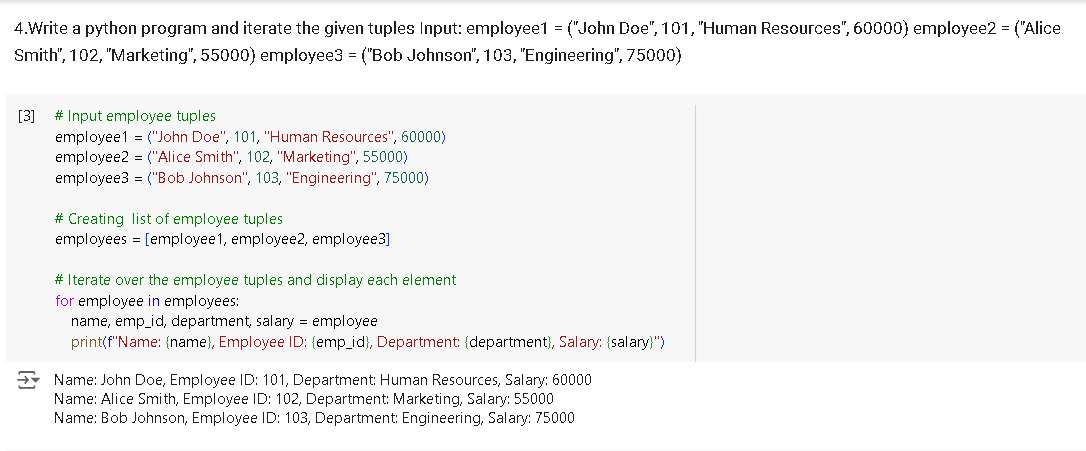 4.Write a python program and iterate the given tuples Input: employee1 = ("John Doe", 101, "Human Resources", 60000) employee2 = ("Alice
Smith", 102, "Marketing", 55000) employee3 = ("Bob Johnson", 103, "Engineering", 75000)
[3] # Input employee tuples
employee1 = ("John Doe", 101, "Human Resources", 60000)
employee2 = ("Alice Smith", 102, "Marketing", 55000)
employee3 = ("Bob Johnson", 103, "Engineering", 75000)
# Creating  list of employee tuples
employees = [employee1, employee2, employee3]
# Iterate over the employee tuples and display each element
for employee in employees:
    name, emp_id, department, salary = employee
    print(f"Name: {name}, Employee ID: {emp_id}, Department: {department}, Salary: {salary}")
Name: John Doe, Employee ID: 101, Department: Human Resources, Salary: 60000
Name: Alice Smith, Employee ID: 102, Department: Marketing, Salary: 55000
Name: Bob Johnson, Employee ID: 103, Department: Engineering, Salary: 75000